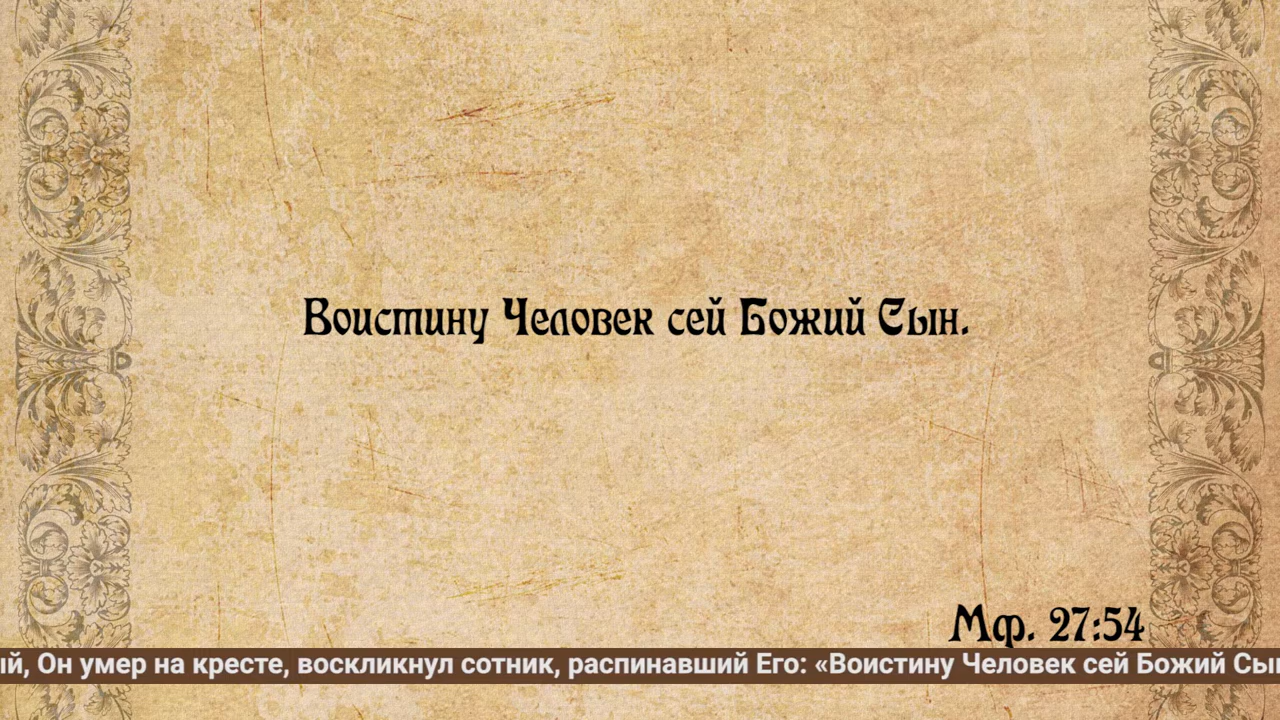 Воистину Человек сей Божий Сын.
Мф. 27:54
Он умер на кресте, воскликнул сотник, распинавший Его: «Воистину Человек сей Божий